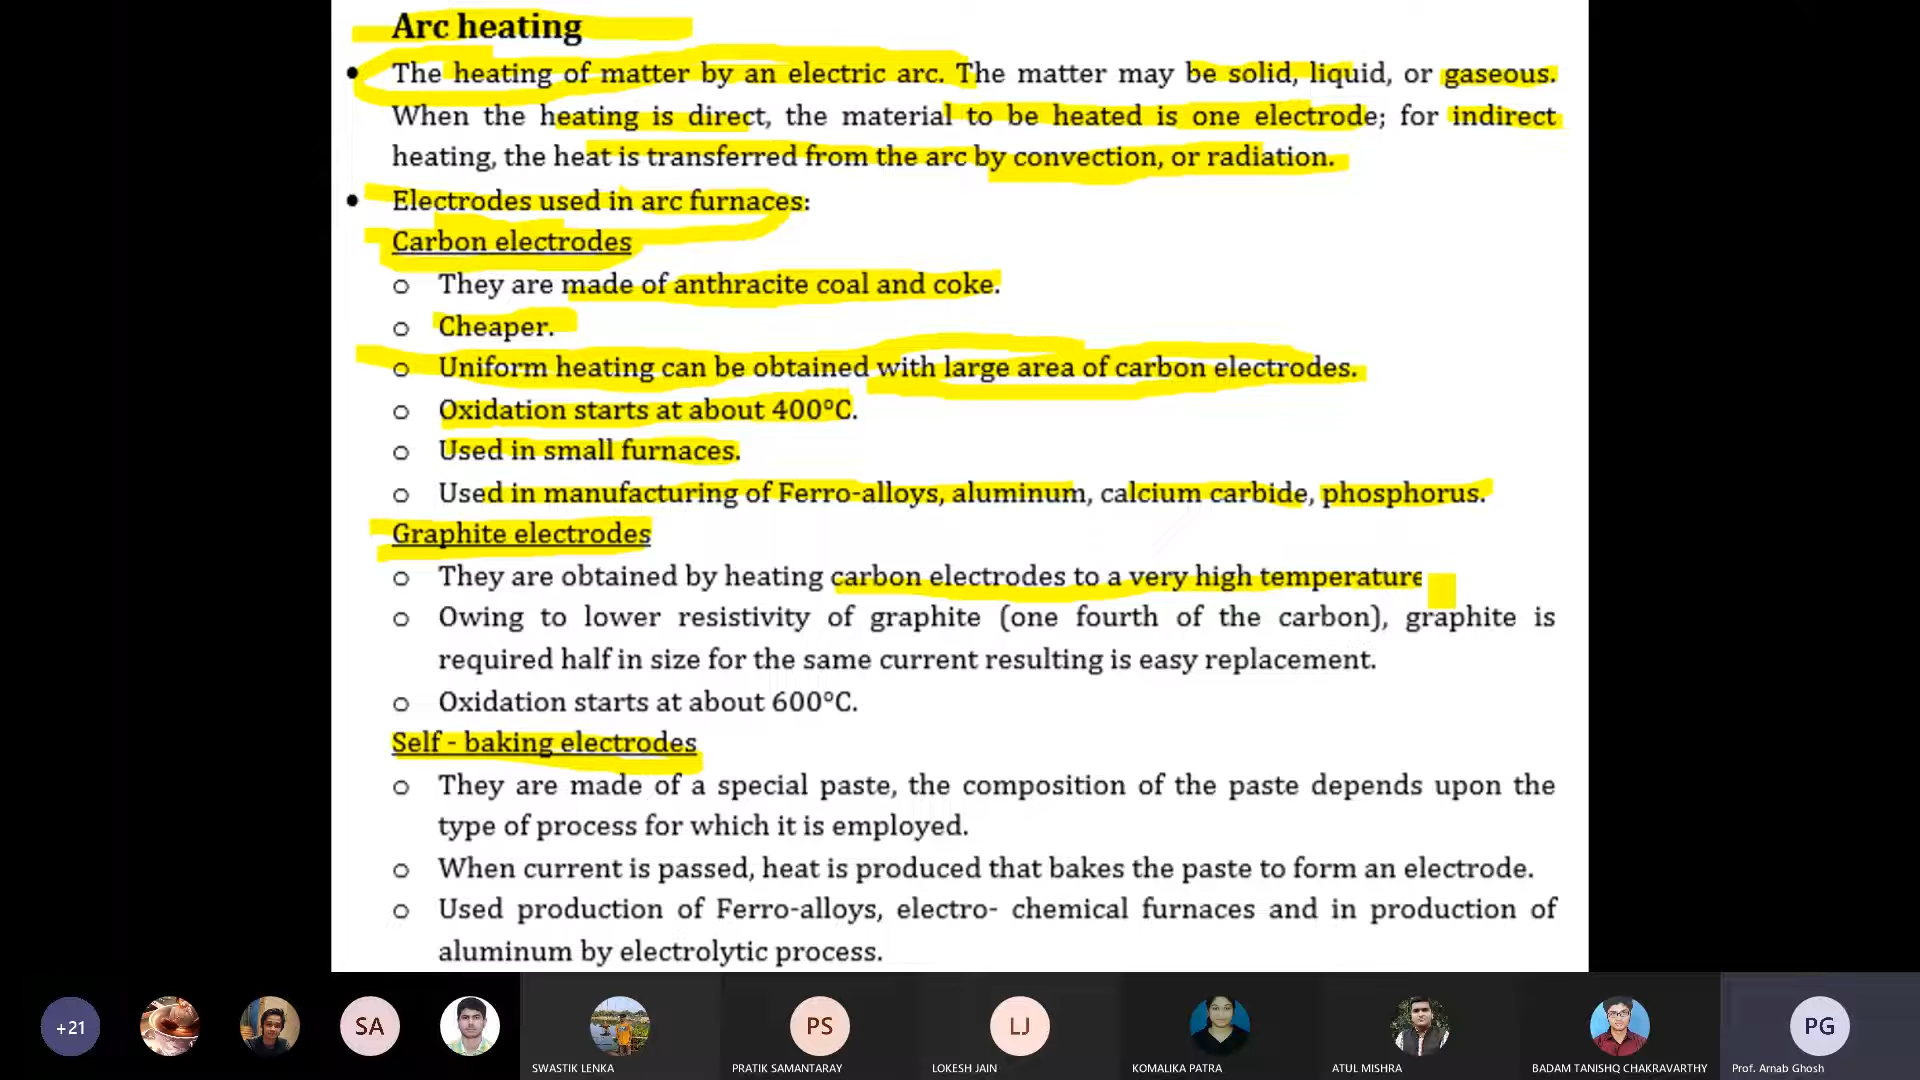 Arc heating
• The heating of matter by an electric arc. The matter may be solid, liquid, or gaseous.
When the heating is direct, the material to be heated is one electrode; for indirect
heating, the heat is transferred from the arc by convection, or radiation.
• Electrodes used in arc furnaces:
Carbon electrodes
o They are made of anthracite coal and coke.
o Cheaper.
o Uniform heating can be obtained with large area of carbon electrodes.
o Oxidation starts at about 400°C.
o Used in small furnaces.
o Used in manufacturing of Ferro-alloys, aluminum, calcium carbide, phosphorus.
Graphite electrodes
o They are obtained by heating carbon electrodes to a very high temperature
o Owing to lower resistivity of graphite (one fourth of the carbon), graphite is
required half in size for the same current resulting is easy replacement.
o Oxidation starts at about 600°C.
Self - baking electrodes
o They are made of a special paste, the composition of the paste depends upon the
type of process for which it is employed.
o When current is passed, heat is produced that bakes the paste to form an electrode.
o Used production of Ferro-alloys, electro- chemical furnaces and in production of
aluminum by electrolytic process.
+21
SA
PS
LJ
PG
SWASTIK LENKA
PRATIK SAMANTARAY
LOKESH JAIN
KOMALIKA PATRA
ATUL MISHRA
BADAM TANISHQ CHAKRAVARTHY
Prof. Arnab Ghosh